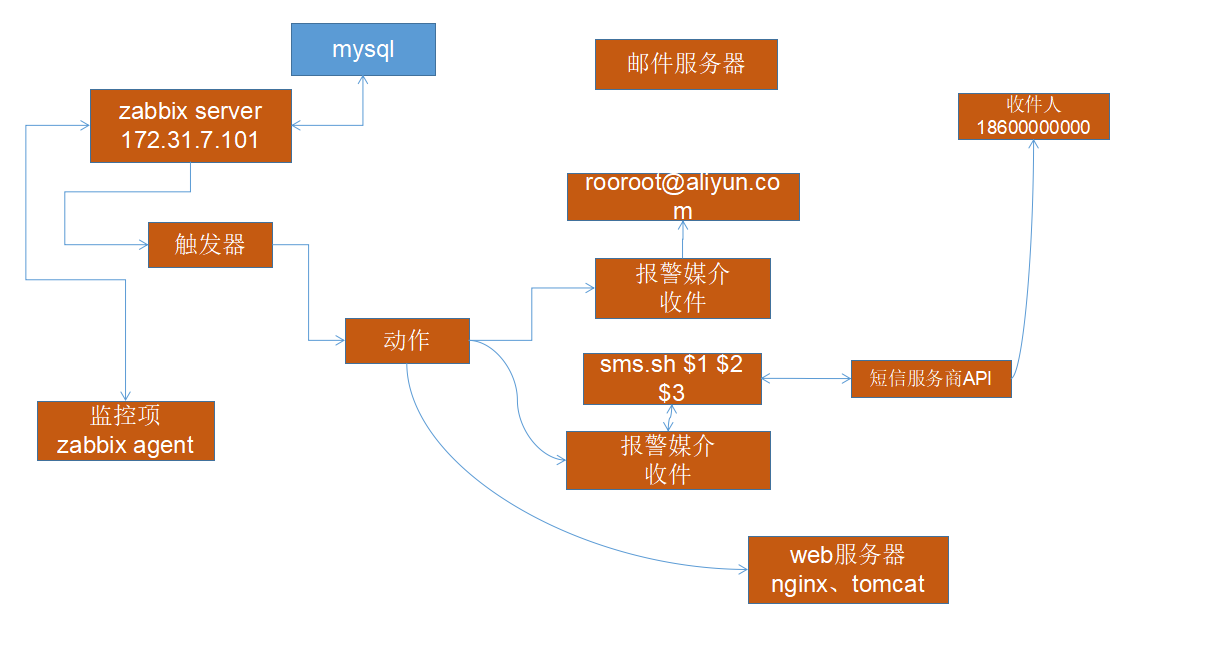 mysql
邮件服务器
zabbix server
172.31.7.101
收件人
18600000000
rooroot@aliyun.co
m
触发器
报警媒介
收件
动作
sms.sh $1 $2
$3
短信服务商API
监控项
zabbix agent
报警媒介
收件
web服务器
nginx、tomcat